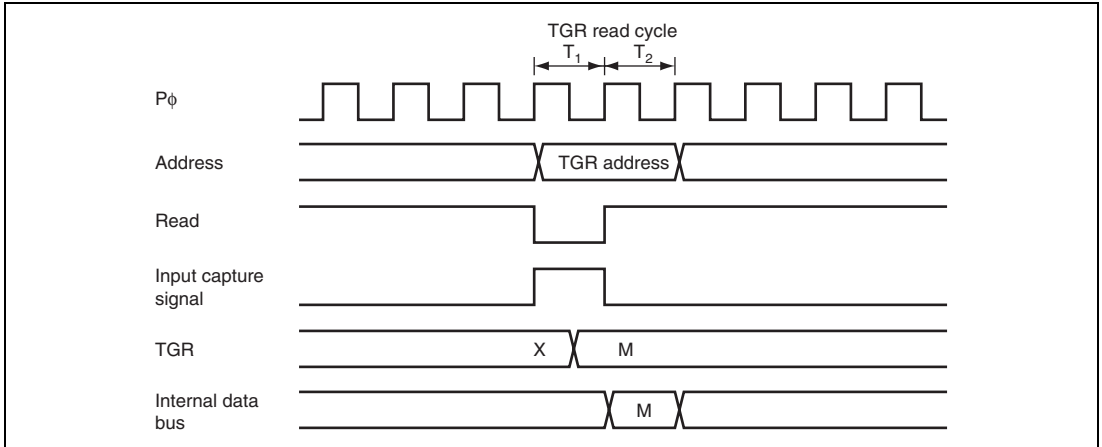 TGR read cycle
T1 T2
Pϕ
Address
TGR address
Read
Input capture
signal
TGR
X M
Internal data
bus
M